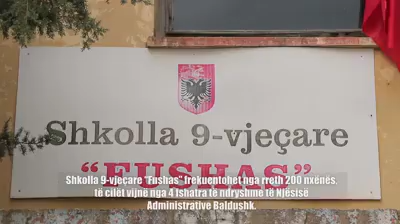 Shkolla 9-vjeçare
“FUSHAS”
Shkolla 9-vjeçare "Fushas" frekuentohet nga rreth 200 nxënës,
të cilët vijnë nga 4 fshatra të ndryshme të Njësisë
Administrative Baldushk.